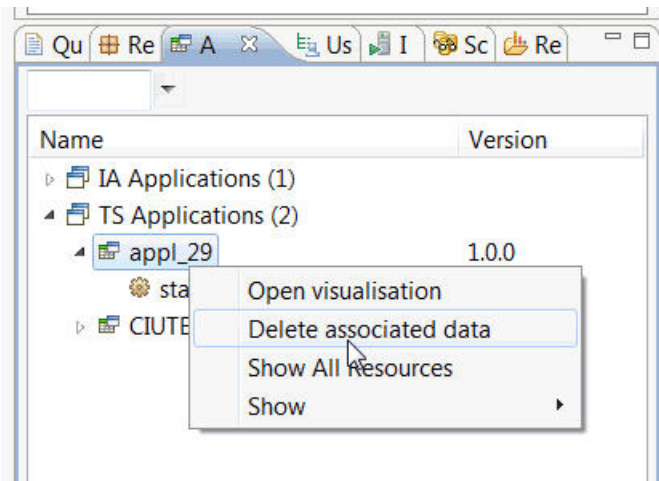 Qu Re A Us I Sc Re
Name Version
IA Applications (1)
TS Applications (2)
appl_29 1.0.0
sta Open visualisation
CIUTE Delete associated data
Show All Resources
Show